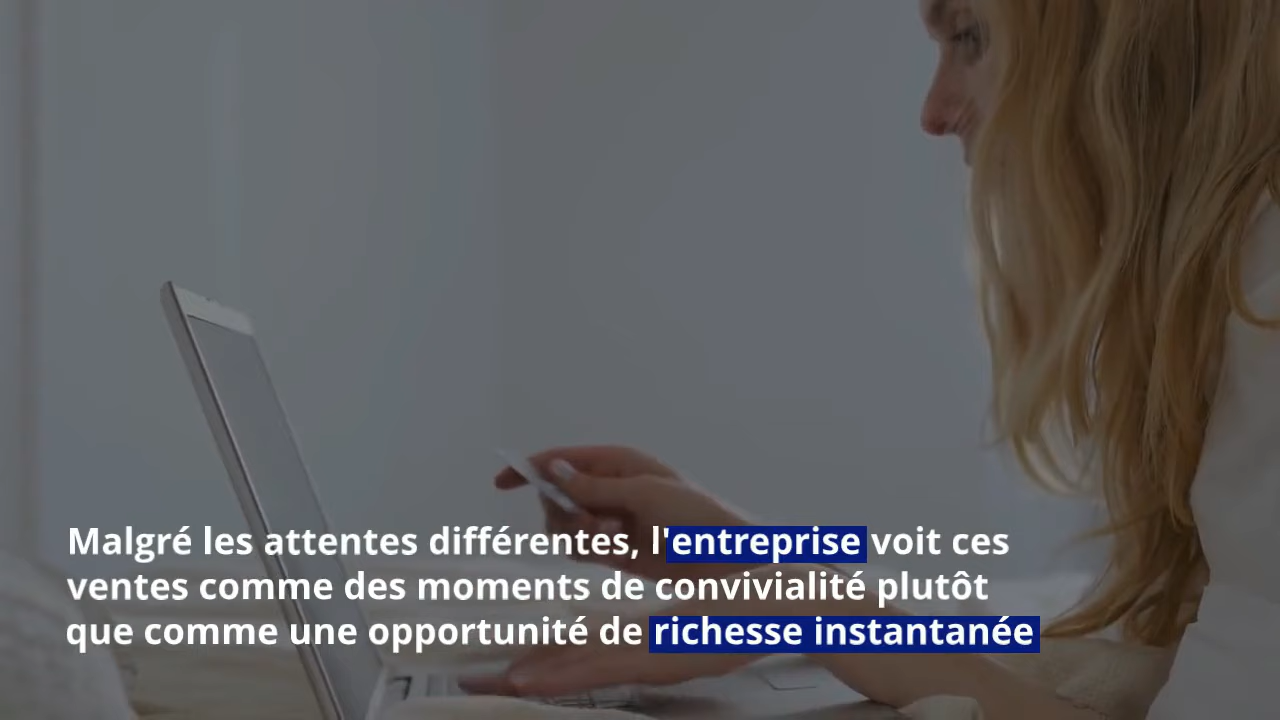 Malgré les attentes différentes, l'entreprise voit ces
ventes comme des moments de convivialité plutôt
que comme une opportunité de richesse instantanée